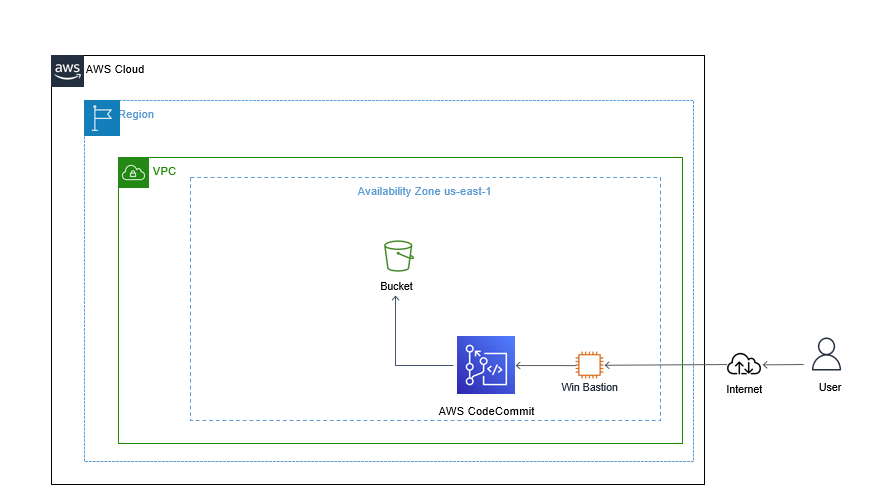 aws
AWS Cloud
Region
VPC
Availability Zone us-east-1
Bucket
</>
Win Bastion
AWS CodeCommit
Internet
User